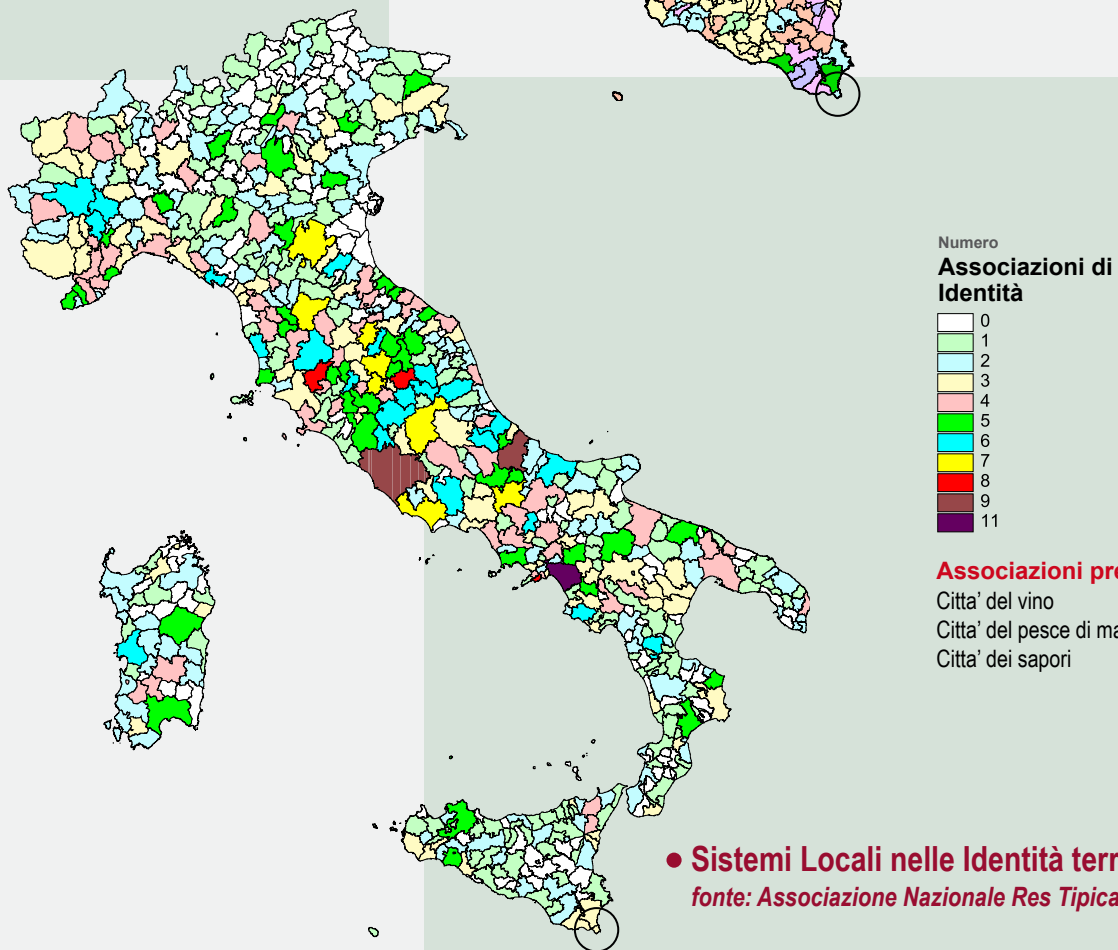 Numero
Associazioni di
Identità
0
1
2
3
4
5
6
7
8
9
11
Associazioni pre
Citta' del vino
Citta' del pesce di ma
Citta' dei sapori
• Sistemi Locali nelle Identità terr
fonte: Associazione Nazionale Res Tipica